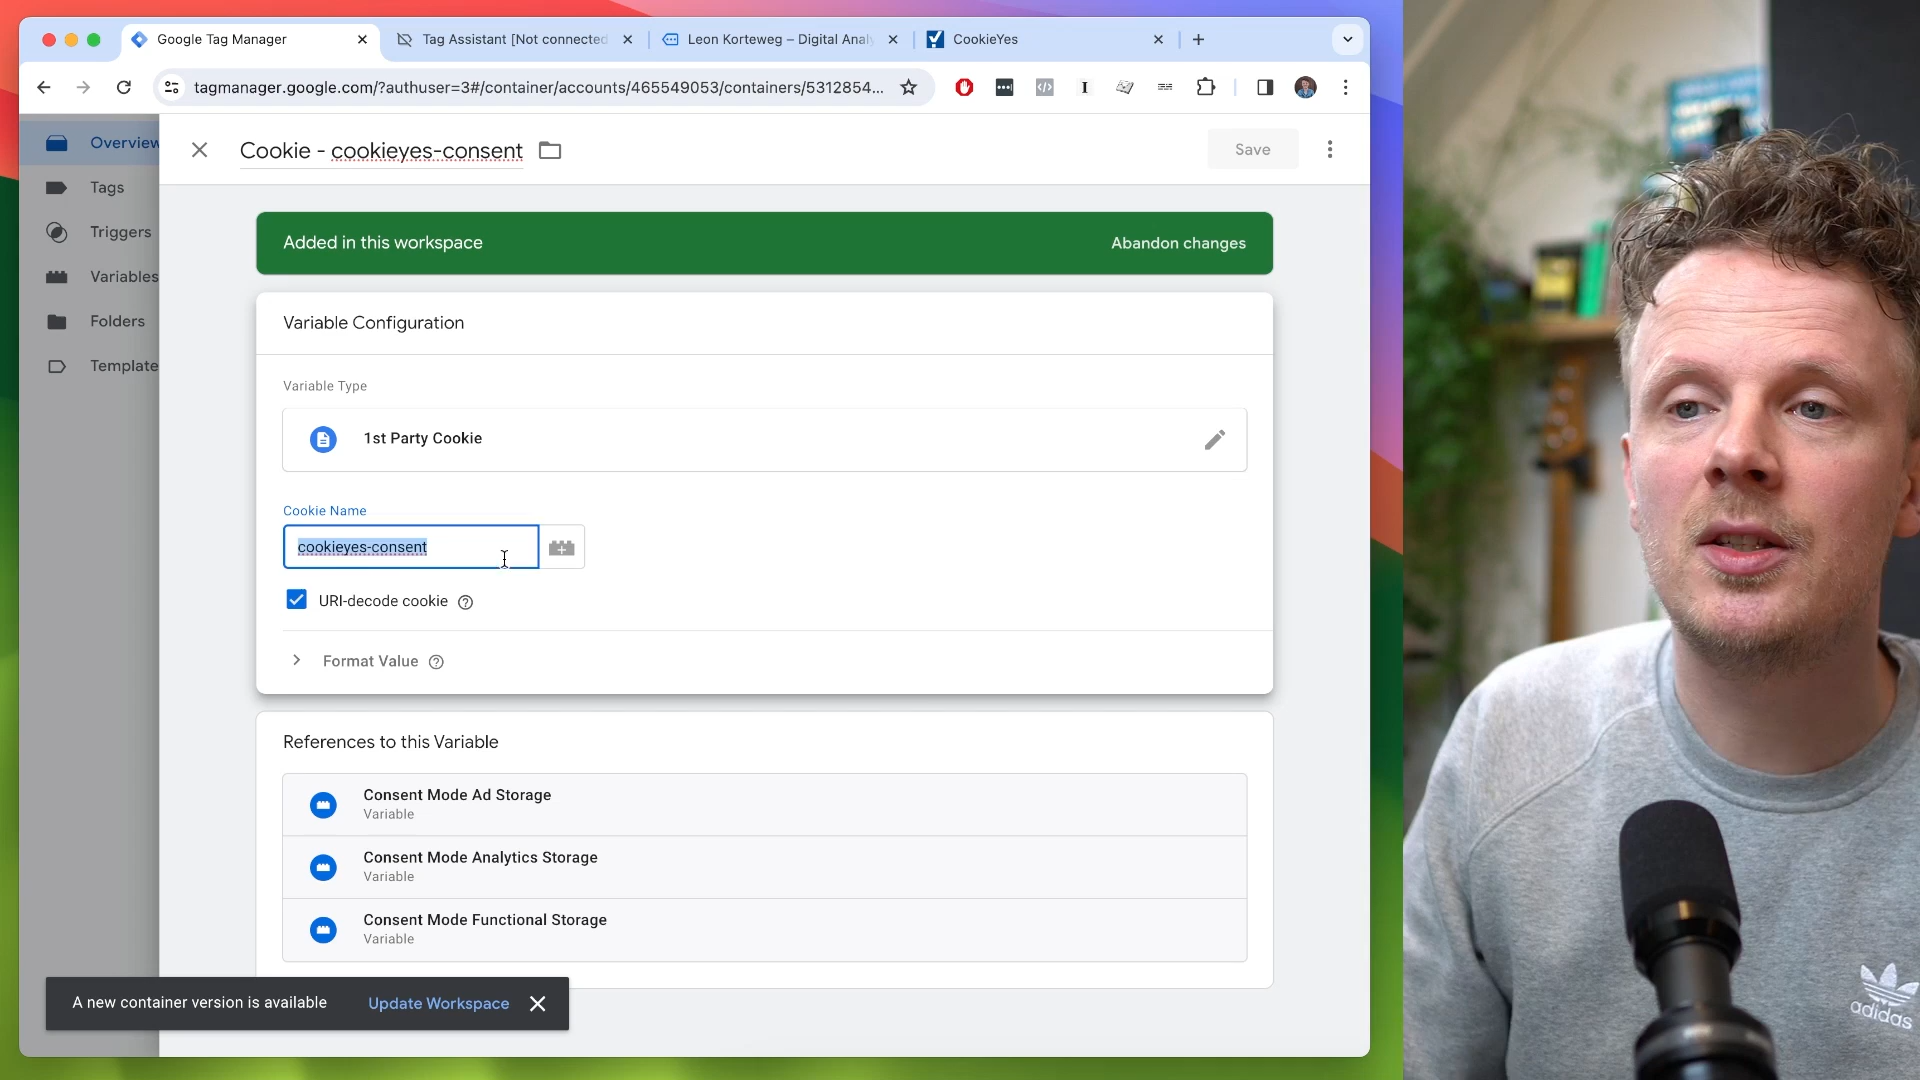 Google Tag Manager
Tag Assistant [Not connected
Leon Korteweg – Digital Anal
CookieYes
tagmanager.google.com/?authuser=3#/container/accounts/465549053/containers/5312854...
Overview
Tags
Triggers
Variables
Folders
Template
Cookie - cookieyes-consent
Save
Added in this workspace
Abandon changes
Variable Configuration
Variable Type
1st Party Cookie
Cookie Name
cookieyes-consent
URI-decode cookie
Format Value
References to this Variable
Consent Mode Ad Storage
Variable
Consent Mode Analytics Storage
Variable
Consent Mode Functional Storage
Variable
A new container version is available
Update Workspace
adidas